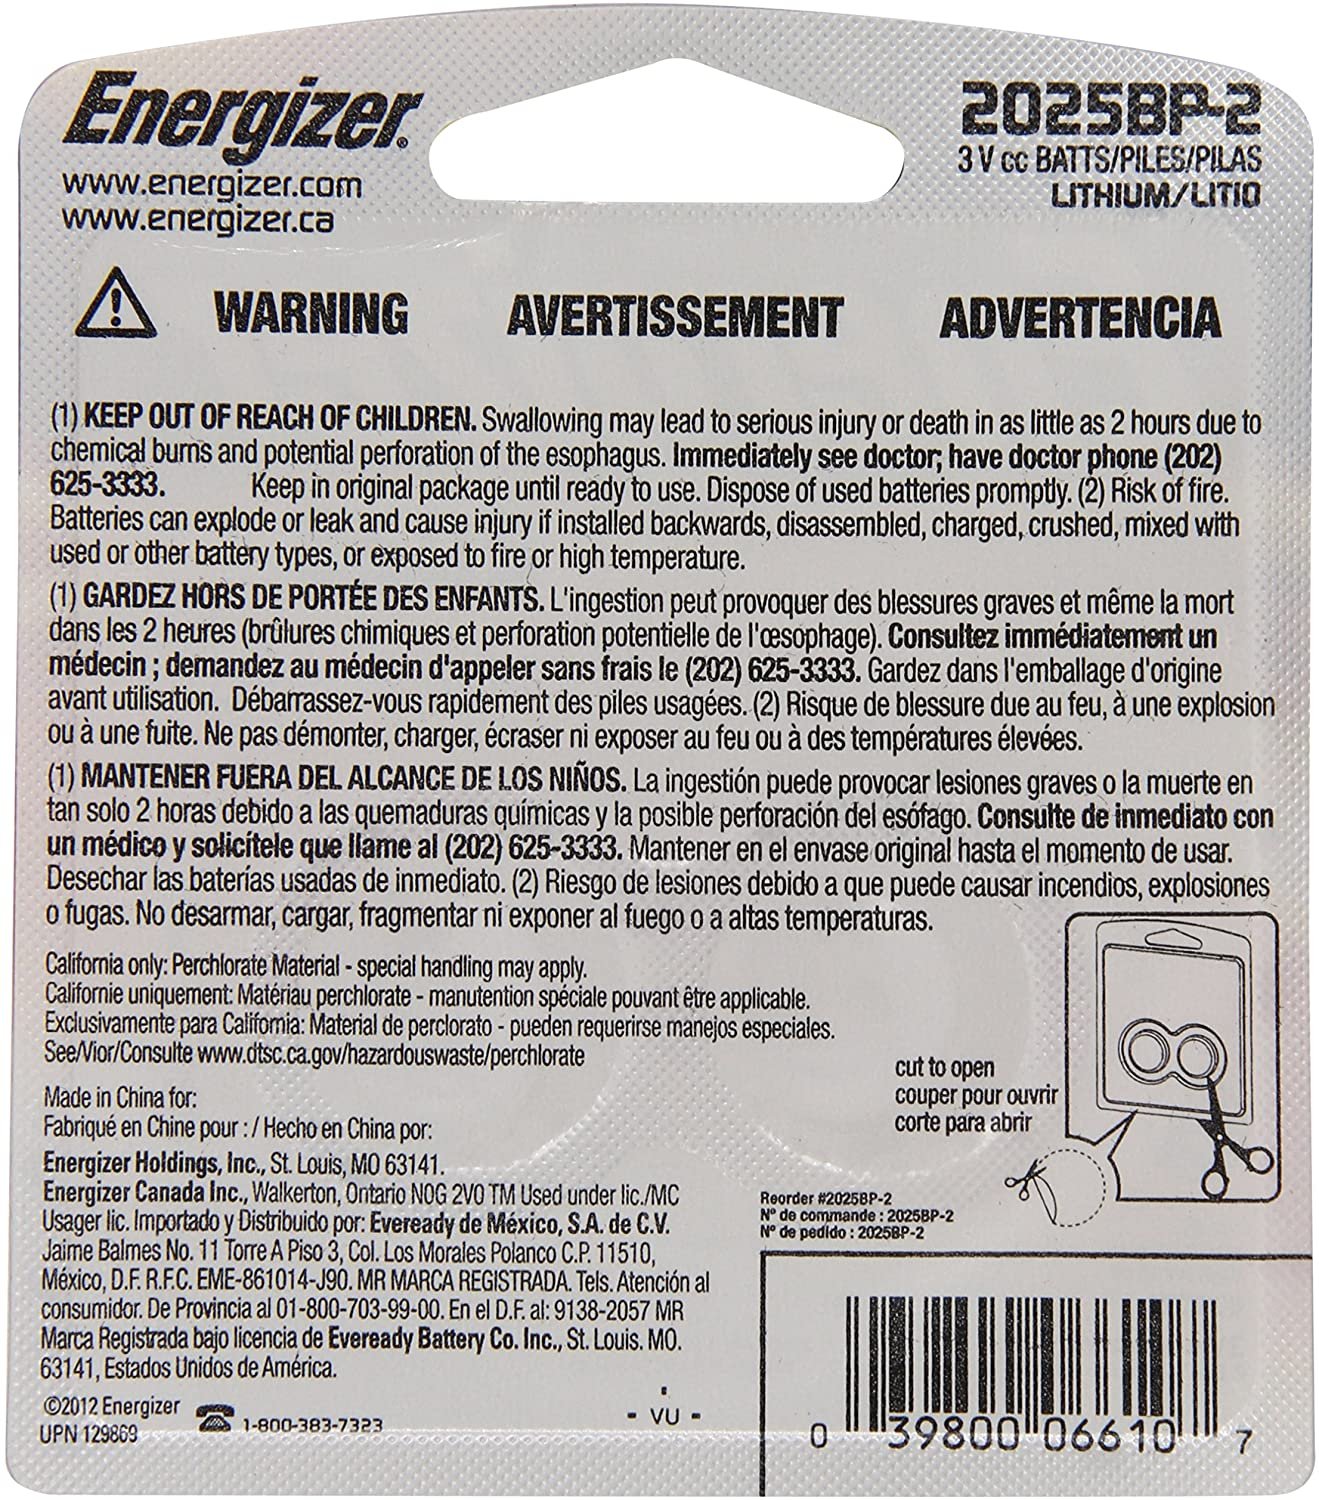 Energizer®
www.energizer.com
www.energizer.ca
2025BP-2
3 V cc BATTS/PILES/PILAS
LITHIUM/LITIO
WARNING AVERTISSEMENT ADVERTENCIA
(1) KEEP OUT OF REACH OF CHILDREN. Swallowing may lead to serious injury or death in as little as 2 hours due to
chemical burns and potential perforation of the esophagus. Immediately see doctor; have doctor phone (202)
625-3333. Keep in original package until ready to use. Dispose of used batteries promptly. (2) Risk of fire.
Batteries can explode or leak and cause injury if installed backwards, disassembled, charged, crushed, mixed with
used or other battery types, or exposed to fire or high temperature.
(1) GARDEZ HORS DE PORTÉE DES ENFANTS. L'ingestion peut provoquer des blessures graves et même la mort
dans les 2 heures (brûlures chimiques et perforation potentielle de l'œsophage). Consultez immédiatement un
médecin ; demandez au médecin d'appeler sans frais le (202) 625-3333. Gardez dans l'emballage d'origine
avant utilisation. Débarrassez-vous rapidement des piles usagées. (2) Risque de blessure due au feu, à une explosion
ou à une fuite. Ne pas démonter, charger, écraser ni exposer au feu ou à des températures élevées.
(1) MANTENER FUERA DEL ALCANCE DE LOS NIÑOS. La ingestión puede provocar lesiones graves o la muerte en
tan solo 2 horas debido a las quemaduras químicas y la posible perforación del esófago. Consulte de inmediato con
un médico y solicítele que llame al (202) 625-3333. Mantener en el envase original hasta el momento de usar.
Desechar las baterías usadas de inmediato. (2) Riesgo de lesiones debido a que puede causar incendios, explosiones
o fugas. No desarmar, cargar, fragmentar ni exponer al fuego o a altas temperaturas.
California only: Perchlorate Material - special handling may apply.
Californie uniquement: Matériau perchlorate - manutention spéciale pouvant être applicable.
Exclusivamente para California: Material de perclorato - pueden requerirse manejos especiales.
See/Vior/Consulte www.dtsc.ca.gov/hazardouswaste/perchlorate
cut to open
couper pour ouvrir
corte para abrir
Made in China for:
Fabriqué en Chine pour : / Hecho en China por:
Energizer Holdings, Inc., St. Louis, MO 63141.
Energizer Canada Inc., Walkerton, Ontario N0G 2V0 TM Used under lic./MC
Usager lic. Importado y Distribuido por: Eveready de México, S.A. de C.V.
Jaime Balmes No. 11 Torre A Piso 3, Col. Los Morales Polanco C.P. 11510,
México, D.F. R.F.C. EME-861014-J90. MR MARCA REGISTRADA. Tels. Atención al
consumidor. De Provincia al 01-800-703-99-00. En el D.F. al: 9138-2057 MR
Marca Registrada bajo licencia de Eveready Battery Co. Inc., St. Louis. MO.
63141, Estados Unidos de América.
©2012 Energizer
UPN 129869
1-800-383-7323
- VU -
Reorder #2025BP-2
N° de commande : 2025BP-2
N° de pedido : 2025BP-2
0 39800 06610 7